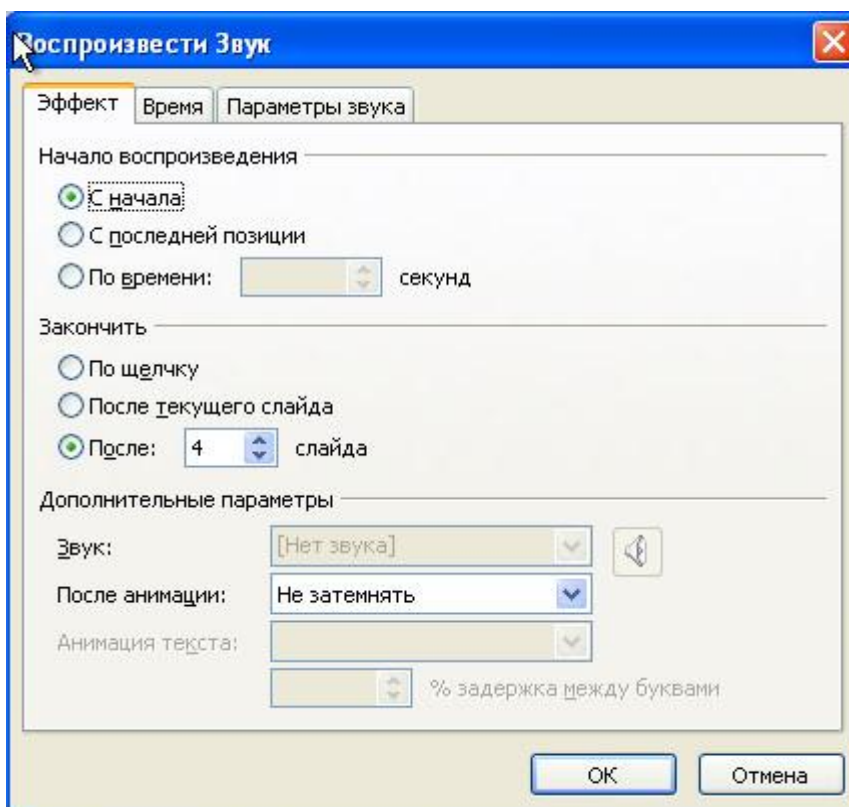 Воспроизвести Звук
Эффект Время Параметры звука
Начало воспроизведения
С начала
С последней позиции
По времени: секунд
Закончить
По щелчку
После текущего слайда
После: 4 слайда
Дополнительные параметры
Звук: [Нет звука]
После анимации: Не затемнять
Анимация текста:
% задержка между буквами
ОК Отмена